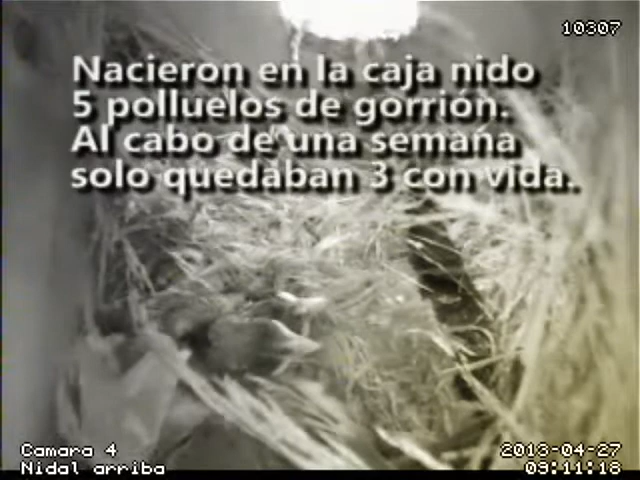 10307
Nacieron en la caja nido
5 polluelos de gorrión.
Al cabo de una semana
solo quedaban 3 con vida.
Camara 4
Nidal arriba
2013-04-27
09:11:18